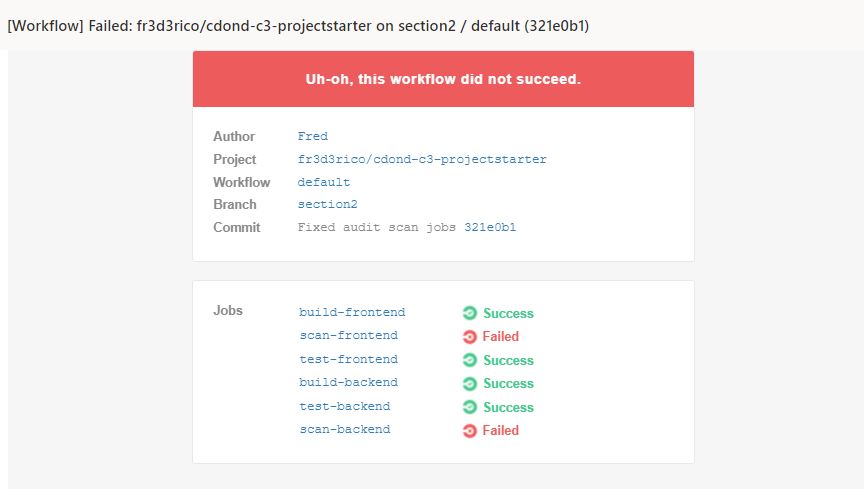 [Workflow] Failed: fr3d3rico/cdond-c3-projectstarter on section2 / default (321e0b1)
Uh-oh, this workflow did not succeed.
Author Fred
Project fr3d3rico/cdond-c3-projectstarter
Workflow default
Branch section2
Commit Fixed audit scan jobs 321e0b1
Jobs build-frontend Success
scan-frontend Failed
test-frontend Success
build-backend Success
test-backend Success
scan-backend Failed